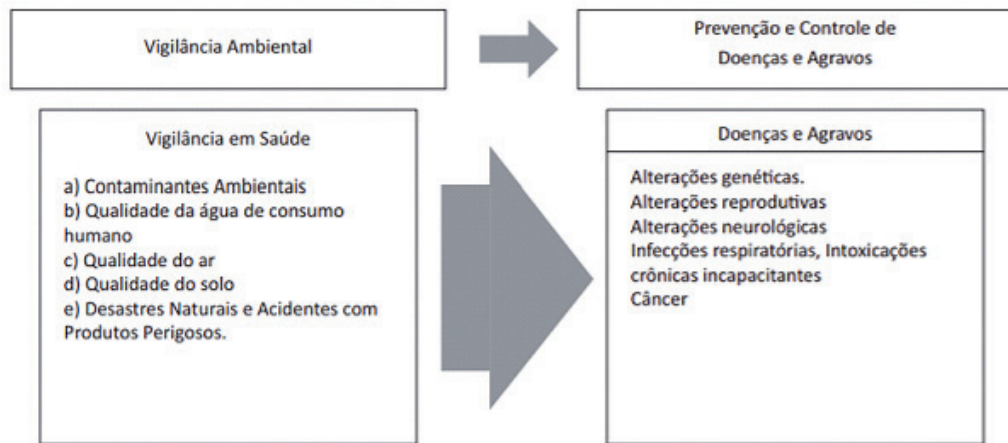 Vigilância Ambiental
Prevenção e Controle de
Doenças e Agravos
Vigilância em Saúde
a) Contaminantes Ambientais
b) Qualidade da água de consumo
humano
c) Qualidade do ar
d) Qualidade do solo
e) Desastres Naturais e Acidentes com
Produtos Perigosos.
Doenças e Agravos
Alterações genéticas.
Alterações reprodutivas
Alterações neurológicas
Infecções respiratórias, Intoxicações
crônicas incapacitantes
Câncer